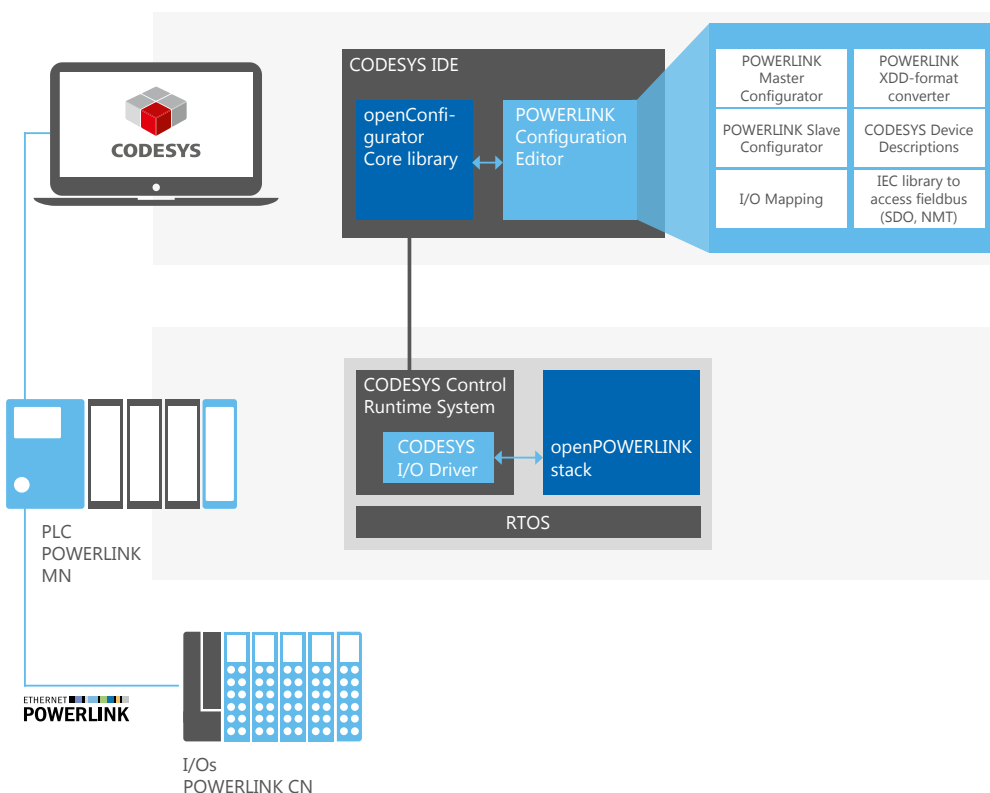 CODESYS
CODESYS IDE
openConfi-
gurator
Core library
POWERLINK
Configuration
Editor
POWERLINK
Master
Configurator
POWERLINK
XDD-format
converter
POWERLINK Slave
Configurator
CODESYS Device
Descriptions
I/O Mapping
IEC library to
access fieldbus
(SDO, NMT)
CODESYS Control
Runtime System
CODESYS
I/O Driver
openPOWERLINK
stack
RTOS
PLC
POWERLINK
MN
ETHERNET
POWERLINK
I/Os
POWERLINK CN